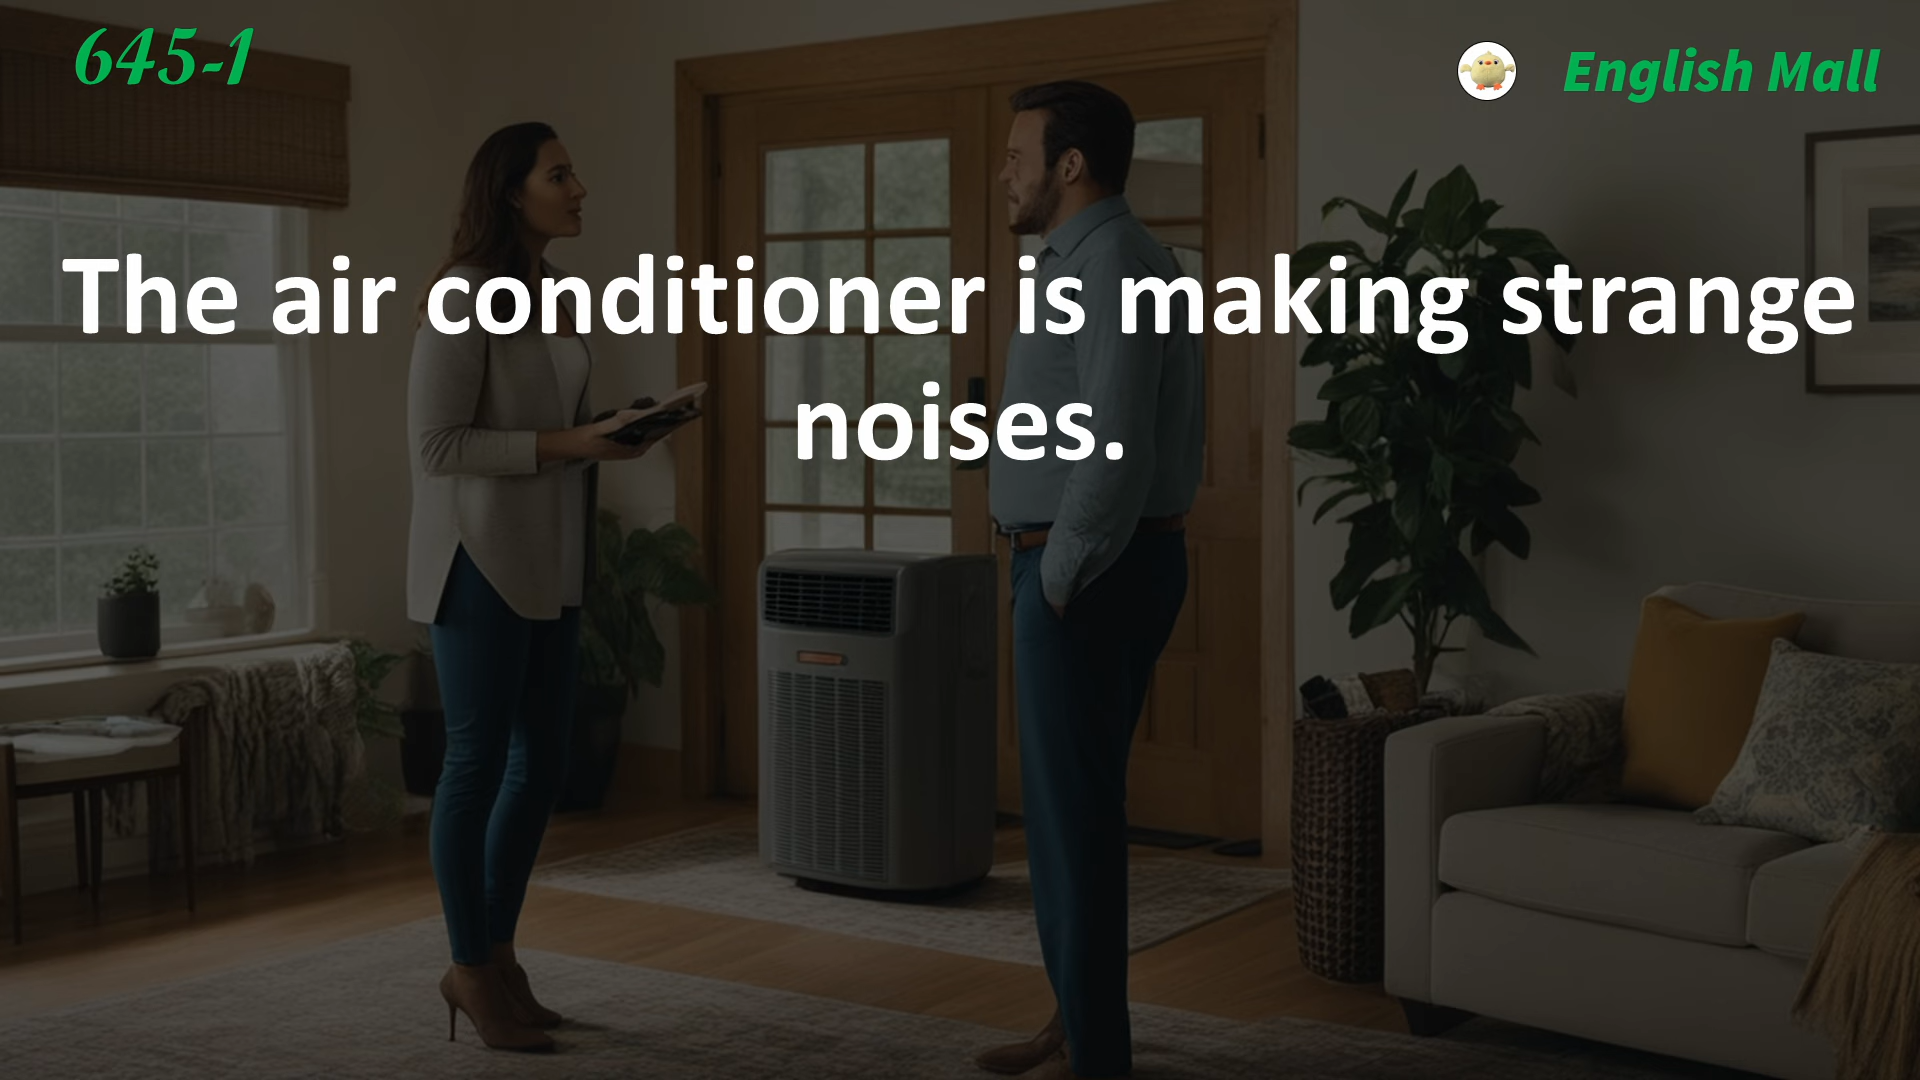 645-1
English Mall
The air conditioner is making strange
noises.